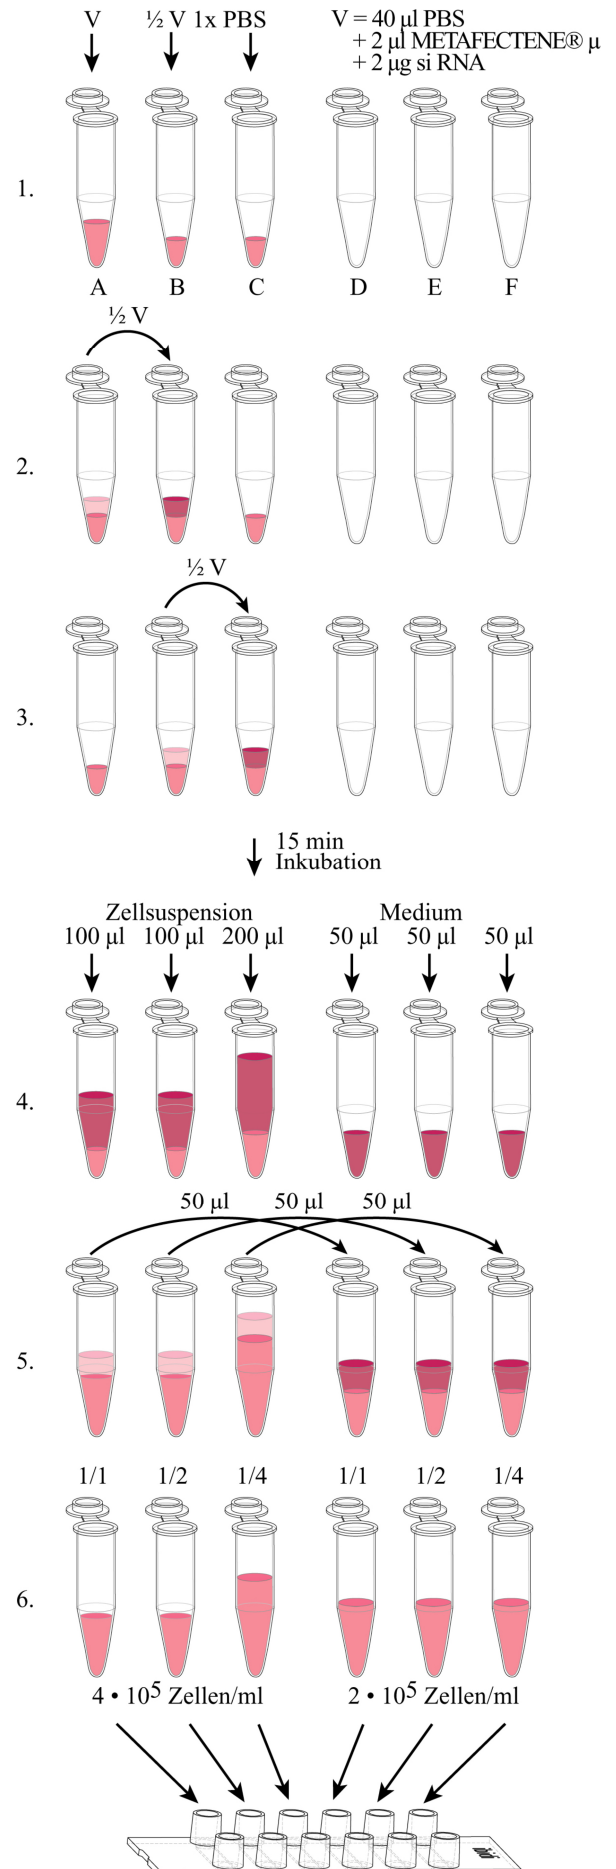 V ½ V 1x PBS V = 40 µl PBS
+ 2 µl METAFECTENE® µ
+ 2 µg si RNA
1.
A B C D E F
½ V
2.
½ V
3.
15 min
Inkubation
Zellsuspension Medium
100 µl 100 µl 200 µl 50 µl 50 µl 50 µl
4.
50 µl 50 µl 50 µl
5.
1/1 1/2 1/4 1/1 1/2 1/4
6.
4 • 10⁵ Zellen/ml 2 • 10⁵ Zellen/ml